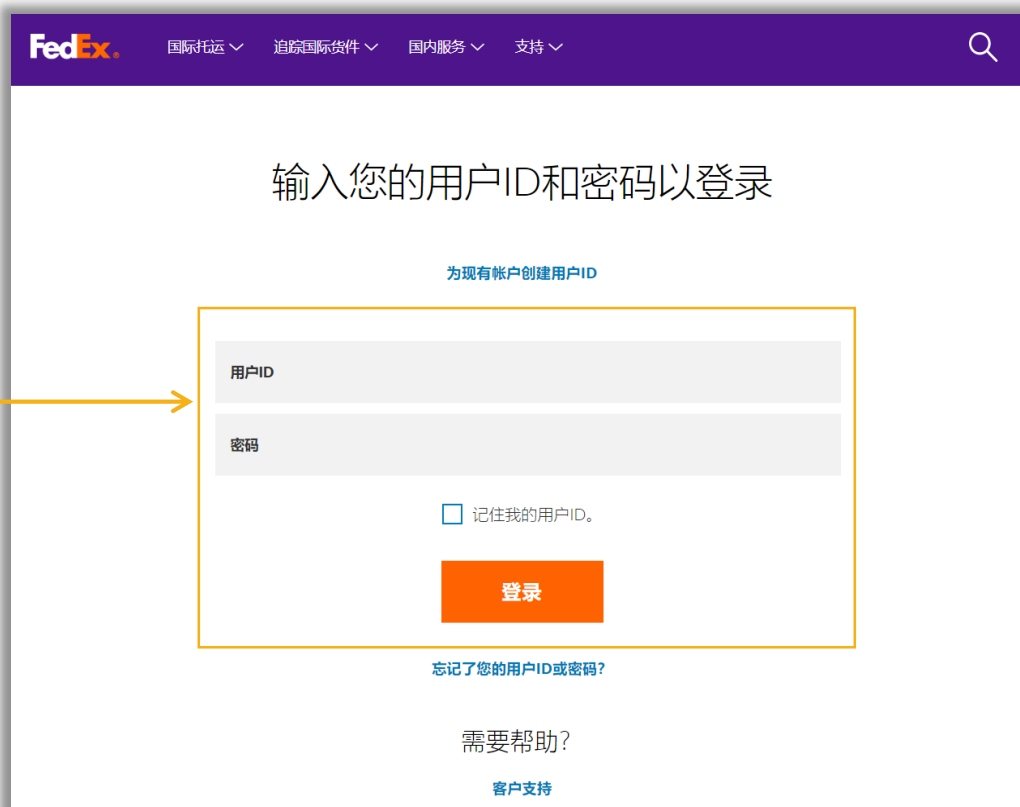 FedEx® 国际托运 追踪国际货件 国内服务 支持
输入您的用户ID和密码以登录
为现有帐户创建用户ID
用户ID
密码
记住我的用户ID。
登录
忘记了您的用户ID或密码?
需要帮助?
客户支持